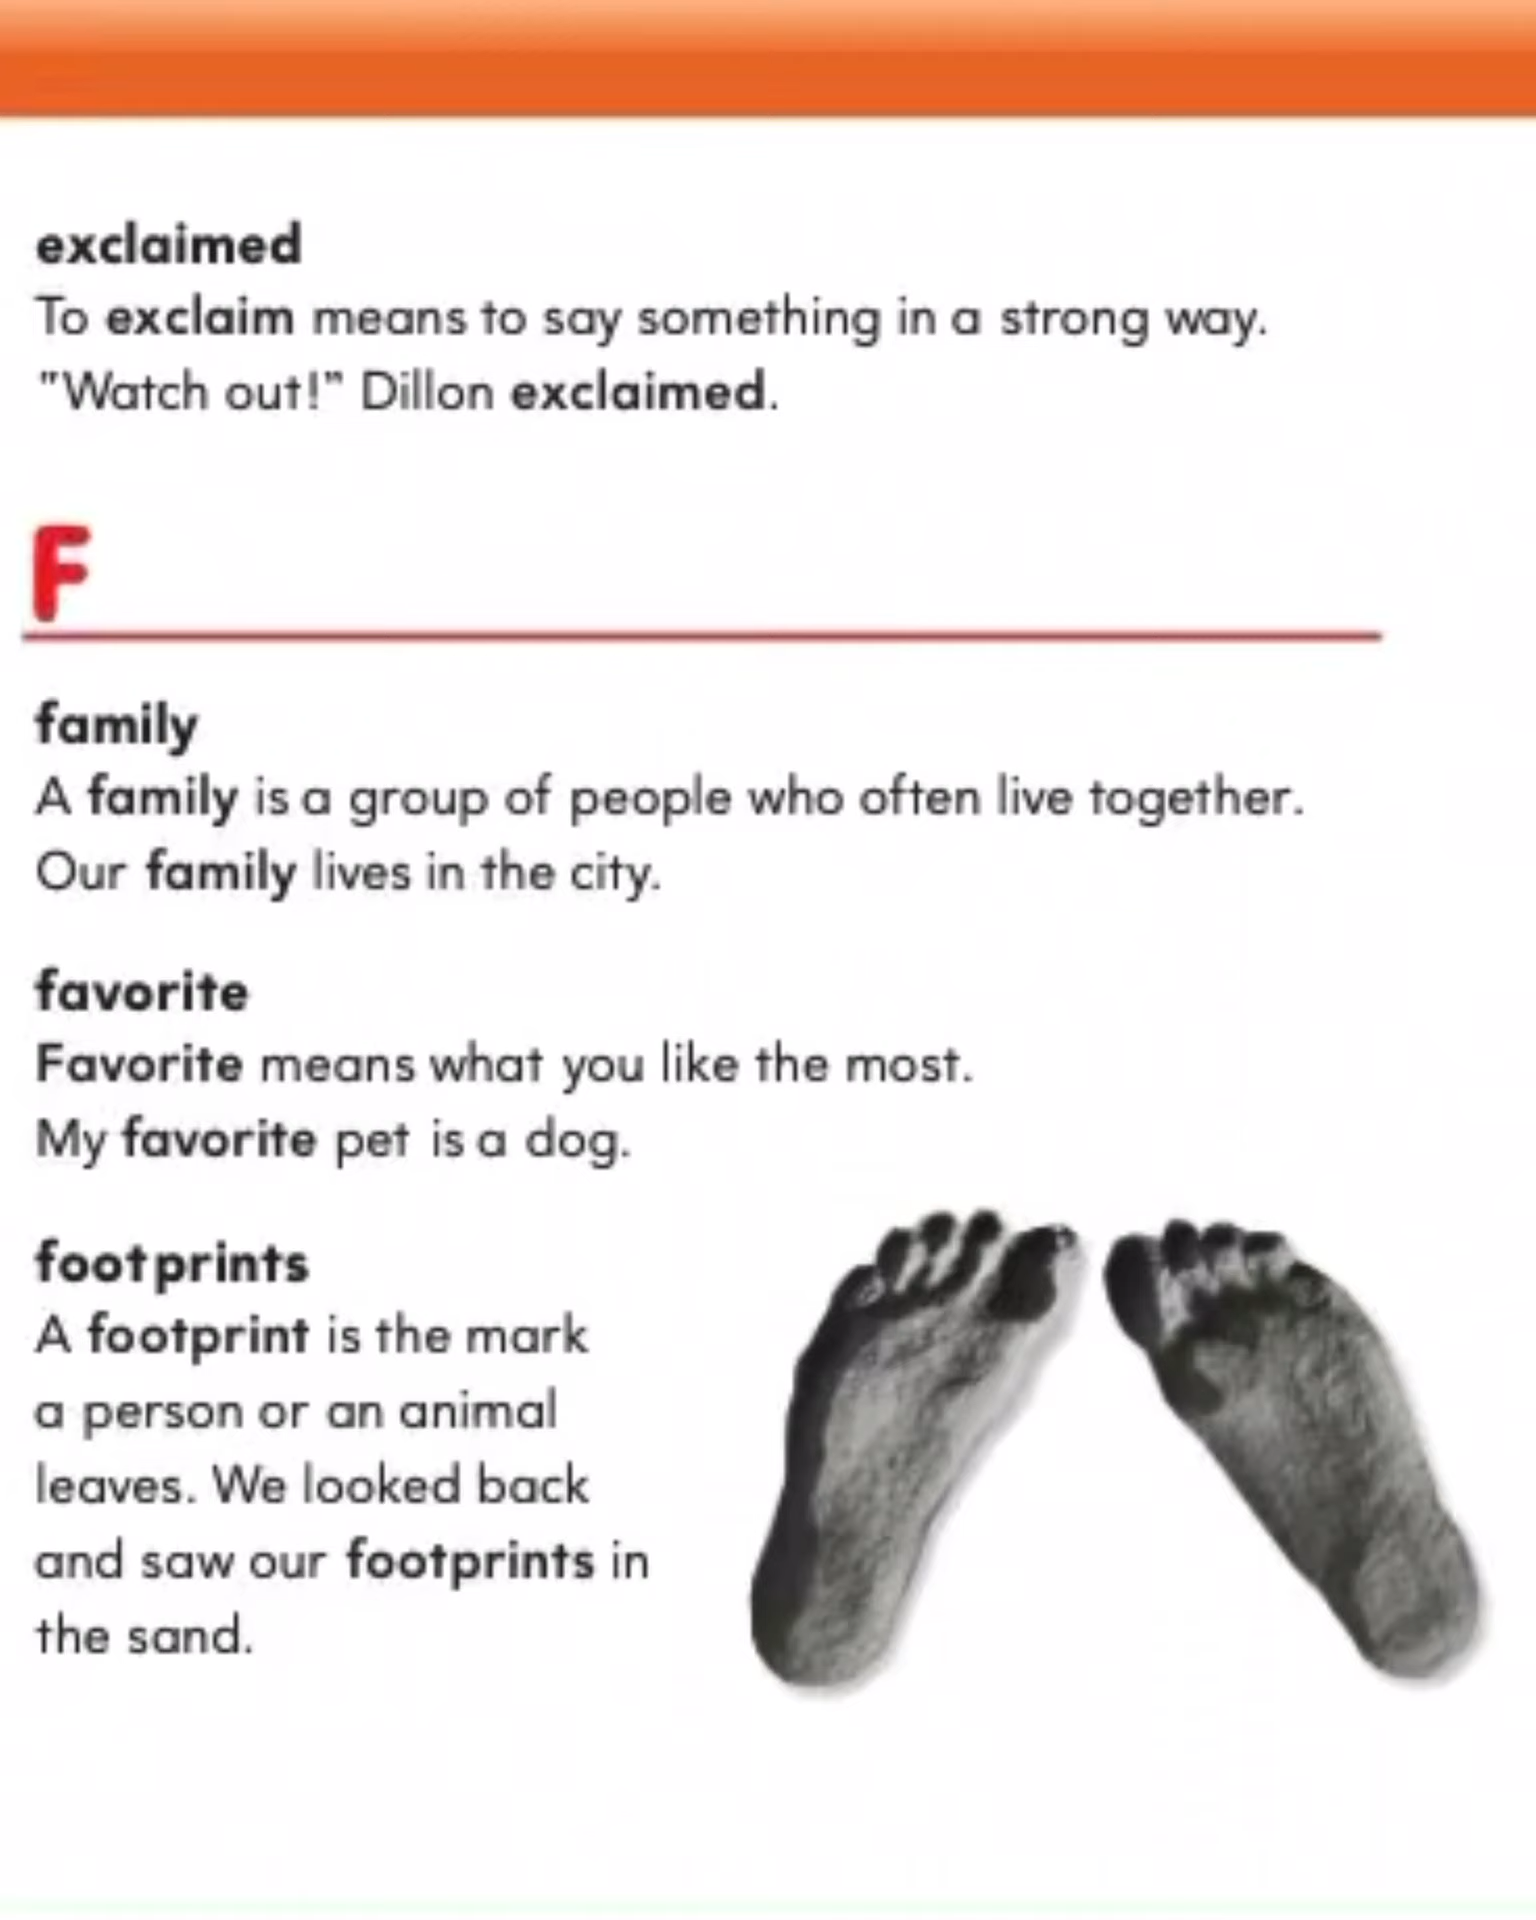 exclaimed
To exclaim means to say something in a strong way.
"Watch out!" Dillon exclaimed.
F
family
A family is a group of people who often live together.
Our family lives in the city.
favorite
Favorite means what you like the most.
My favorite pet is a dog.
footprints
A footprint is the mark
a person or an animal
leaves. We looked back
and saw our footprints in
the sand.